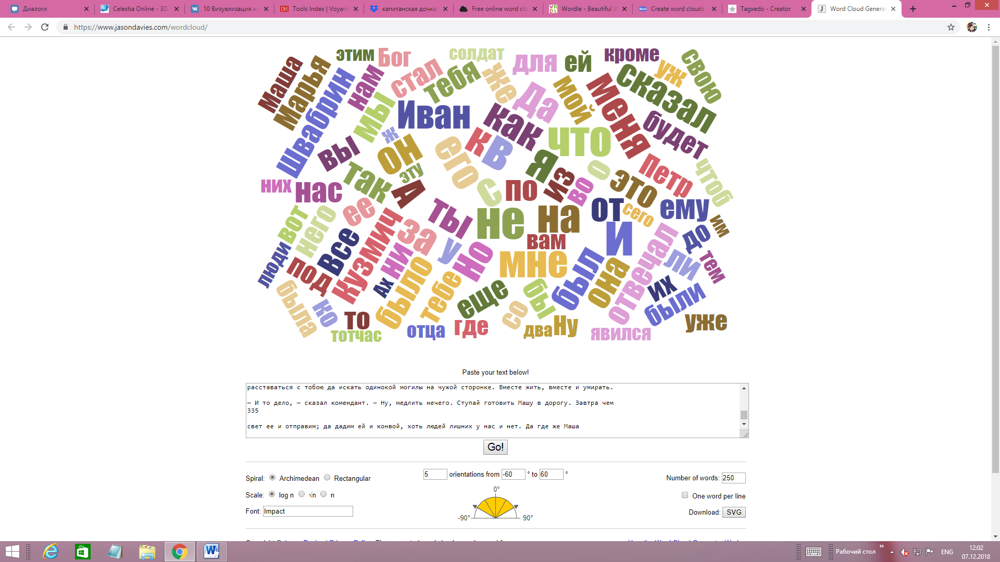 Диалоги
Celestia Online - 3D
10 Визуализация и
Tools Index | Voyant
капитанская дочка.
Free online word clo
Wordle - Beautiful W
Create word clouds
Tagxedo - Creator
Word Cloud Generat
https://www.jasondavies.com/wordcloud/
этим Бог солдат для ей кроме свою
Маша Марья Швабрин нам стал тебя же Да мой Меня сказал уж
мы Иван как что будет
вы ж он его к в я о петр чтоб
них нас так эту А с по из во это
вот него ее ты не на от сего ему им
люди Все Кузмич за у Но вам мне И отвечал до
под ни было тебе еще бы был она ли тем
была ко Ах со их были
то тотчас отца где два Ну явился уже
Paste your text below!
расставаться с тобою да искать одинокой могилы на чужой сторонке. Вместе жить, вместе и умирать.
— И то дело, — сказал комендант. — Ну, медлить нечего. Ступай готовить Машу в дорогу. Завтра чем
335
свет ее и отправим; да дадим ей и конвой, хоть людей лишних у нас и нет. Да где же Маша
Go!
Spiral: Archimedean Rectangular
5 orientations from -60 ° to 60 °
Number of words: 250
Scale: log n √n n
0°
One word per line
Font: Impact
-90° 90°
Download: SVG
Рабочий стол
ENG
12:02
07.12.2018